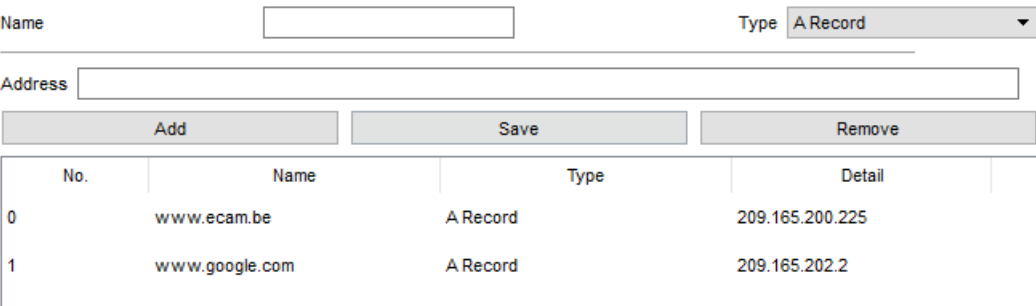 Name Type A Record
Address
Add Save Remove
No. Name Type Detail
0 www.ecam.be A Record 209.165.200.225
1 www.google.com A Record 209.165.202.2